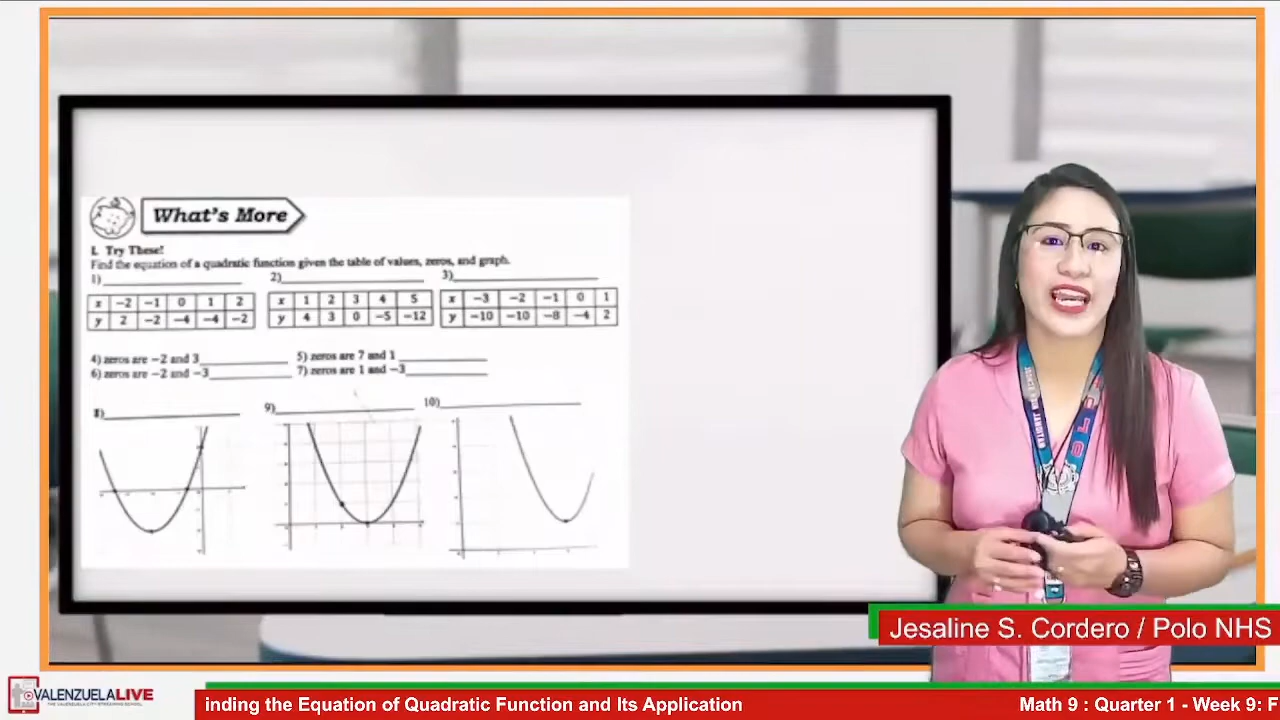 What's More
I. Try These!
Find the equation of a quadratic function given the table of values, zeros, and graph.
1) 2) 3)
x −2 −1 0 1 2
y 2 −2 −4 −4 −2
x 1 2 3 4 5
y 4 3 0 −5 −12
x −3 −2 −1 0 1
y −10 −10 −8 −4 2
4) zeros are −2 and 3 5) zeros are 7 and 1
6) zeros are −2 and −3 7) zeros are 1 and −3
8) 9) 10)
Jesaline S. Cordero / Polo NHS
VALENZUELALIVE
THE VALENZUELA CITY STREAMING SCHOOL
inding the Equation of Quadratic Function and Its Application
Math 9 : Quarter 1 - Week 9: F